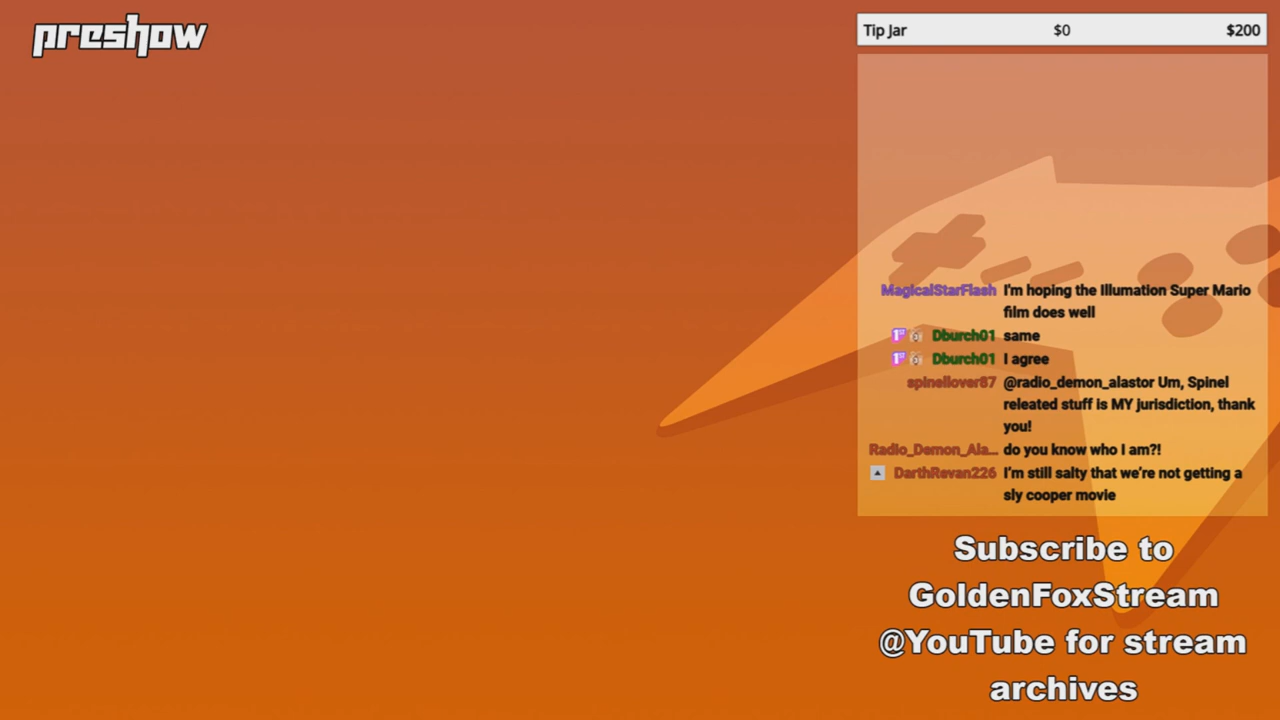 preshow
Tip Jar $0 $200
MagicalStarFlash I'm hoping the Illumation Super Mario
film does well
Dburch01 same
Dburch01 I agree
spinellover87 @radio_demon_alastor Um, Spinel
releated stuff is MY jurisdiction, thank
you!
Radio_Demon_Ala... do you know who I am?!
DarthRevan226 I'm still salty that we're not getting a
sly cooper movie
Subscribe to
GoldenFoxStream
@YouTube for stream
archives